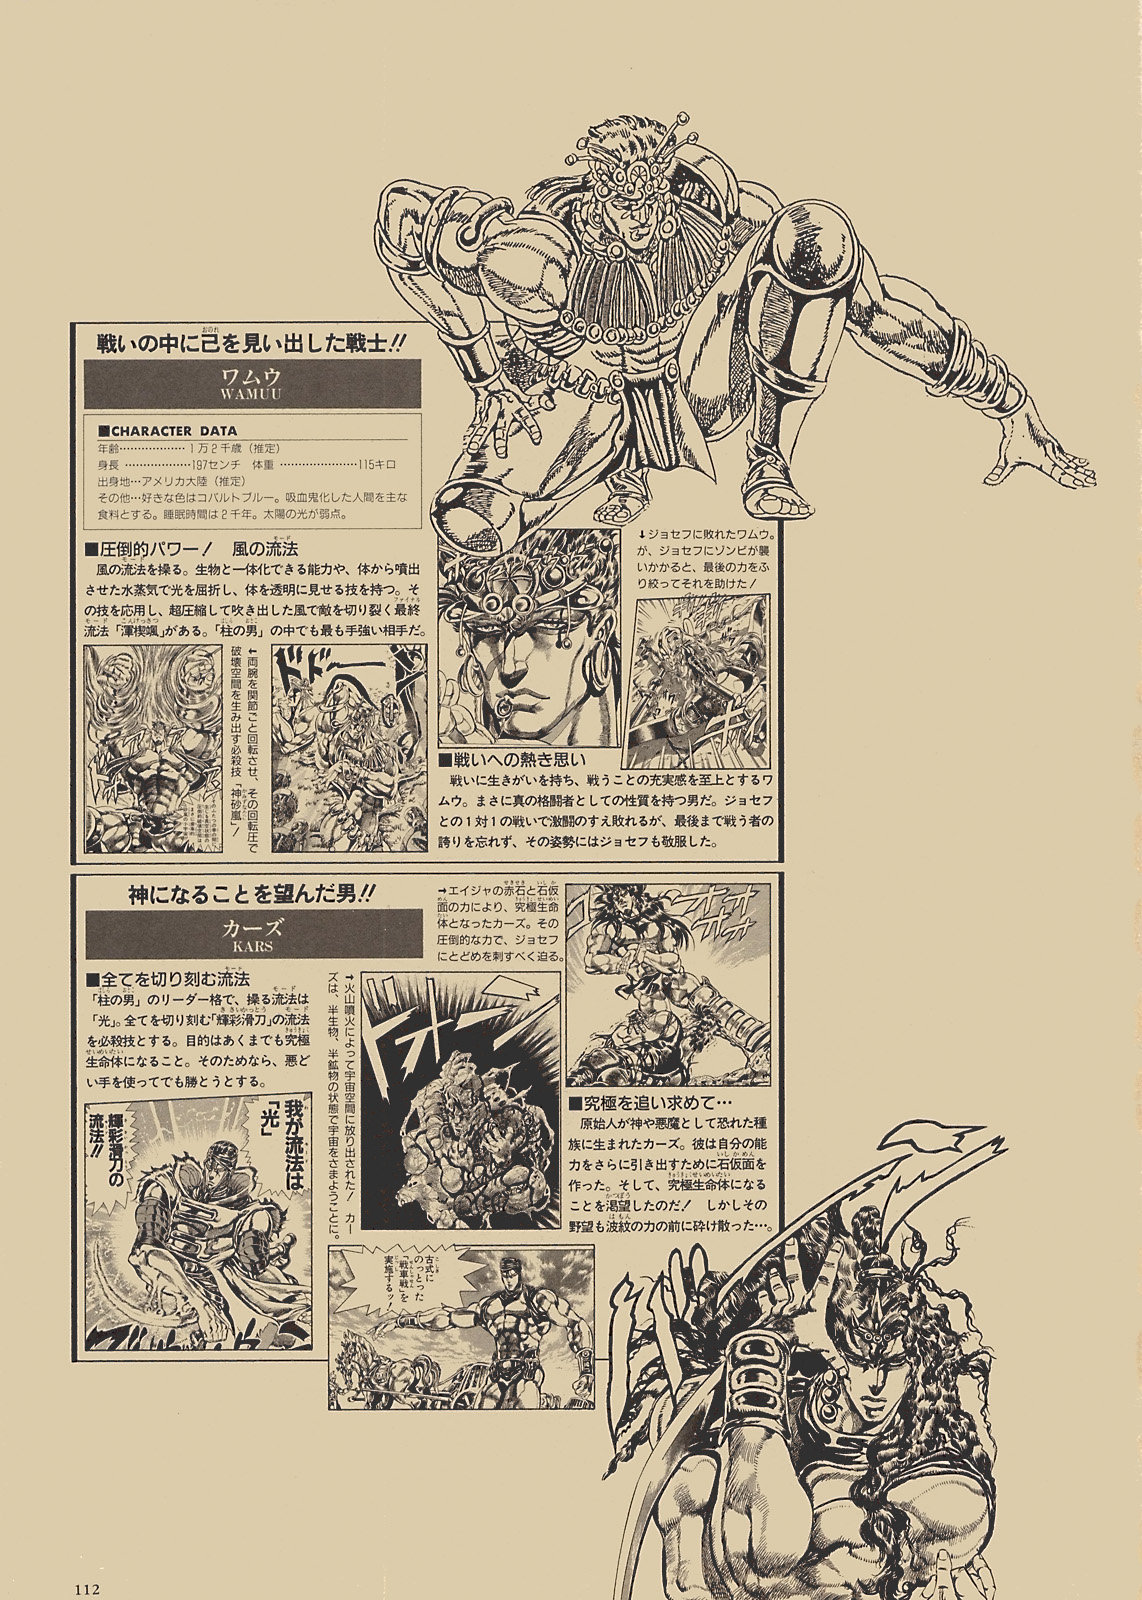 戦いの中に己を見い出した戦士!!
ワムウ
WAMUU
■CHARACTER DATA
年齢………………1万2千歳（推定）
身長………………197センチ　体重………………115キロ
出身地…アメリカ大陸（推定）
その他…好きな色はコバルトブルー。吸血鬼化した人間を主な
食料とする。睡眠時間は2千年。太陽の光が弱点。
■圧倒的パワー！　風の流法
風の流法を操る。生物と一体化できる能力や、体から噴出
させた水蒸気で光を屈折し、体を透明に見せる技を持つ。そ
の技を応用し、超圧縮して吹き出した風で敵を切り裂く最終
流法「渾楔颯」がある。「柱の男」の中でも最も手強い相手だ。
←両腕を関節ごと回転させ、その回転圧で
破壊空間を生み出す必殺技「神砂嵐」！
ドドー
↓ジョセフに敗れたワムウ。
が、ジョセフにゾンビが襲
いかかると、最後の力をふ
り絞ってそれを助けた！
■戦いへの熱き思い
戦いに生きがいを持ち、戦うことの充実感を至上とするワ
ムウ。まさに真の格闘者としての性質を持つ男だ。ジョセフ
との1対1の戦いで激闘のすえ敗れるが、最後まで戦う者の
誇りを忘れず、その姿勢にはジョセフも敬服した。
神になることを望んだ男!!
カーズ
KARS
■全てを切り刻む流法
「柱の男」のリーダー格で、操る流法は
「光」。全てを切り刻む「輝彩滑刀」の流法
を必殺技とする。目的はあくまでも究極
生命体になること。そのためなら、悪ど
い手を使ってでも勝とうとする。
我が流法は
「光」
輝彩滑刀の
流法!!
→火山噴火によって宇宙空間に放り出された！　カー
ズは、半生物、半鉱物の状態で宇宙をさまようことに。
ドメギー
→エイジャの赤石と石仮
面の力により、究極生命
体となったカーズ。その
圧倒的な力で、ジョセフ
にとどめを刺すべく迫る。
オオオオ
■究極を追い求めて…
原始人が神や悪魔として恐れた種
族に生まれたカーズ。彼は自分の能
力をさらに引き出すために石仮面を
作った。そして、究極生命体になる
ことを渇望したのだ！　しかしその
野望も波紋の力の前に砕け散った…。
古式に
のっとった
「戦車戦」を
実施するッ！
112